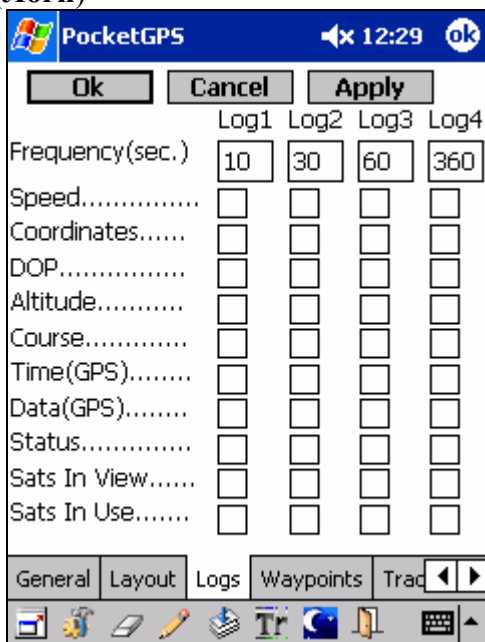 PocketGPS 12:29 ok
Ok Cancel Apply
Log1 Log2 Log3 Log4
Frequency(sec.) 10 30 60 360
Speed...............
Coordinates......
DOP................
Altitude...........
Course.............
Time(GPS)........
Data(GPS)........
Status..............
Sats In View......
Sats In Use.......
General Layout Logs Waypoints Trac
Tr